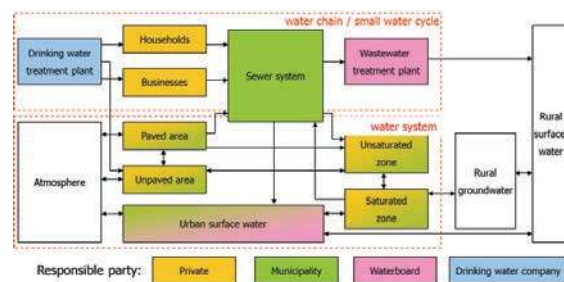 water chain / small water cycle
Households
Drinking water
treatment plant
Businesses
Sewer system
Wastewater
treatment plant
Rural
surface
water
water system
Paved area
Unsaturated
zone
Atmosphere
Unpaved area
Rural
groundwater
Saturated
zone
Urban surface water
Responsible party:
Private
Municipality
Waterboard
Drinking water company